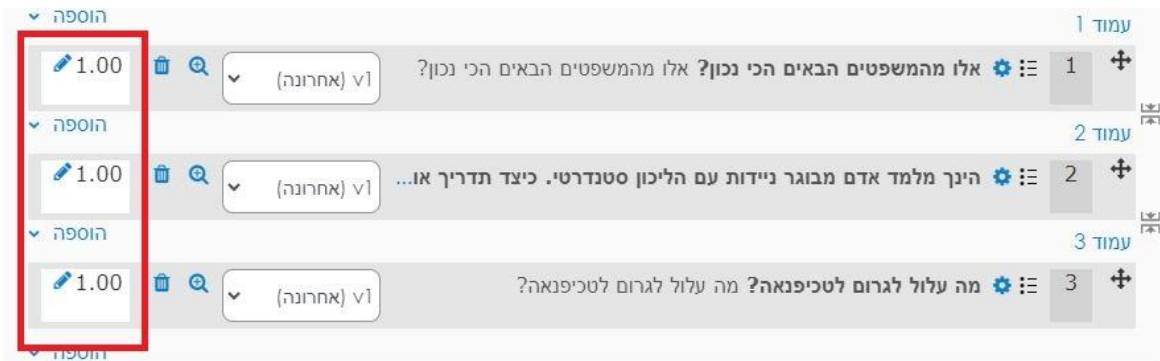 הוספה
עמוד 1
1 אלו מהמשפטים הבאים הכי נכון? אלו מהמשפטים הבאים הכי נכון? v1 (אחרונה) 1.00
הוספה
עמוד 2
2 הינך מלמד אדם מבוגר ניידות עם הליכון סטנדרטי. כיצד תדריך או... v1 (אחרונה) 1.00
הוספה
עמוד 3
3 מה עלול לגרום לטכיפנאה? מה עלול לגרום לטכיפנאה? v1 (אחרונה) 1.00
הוספה